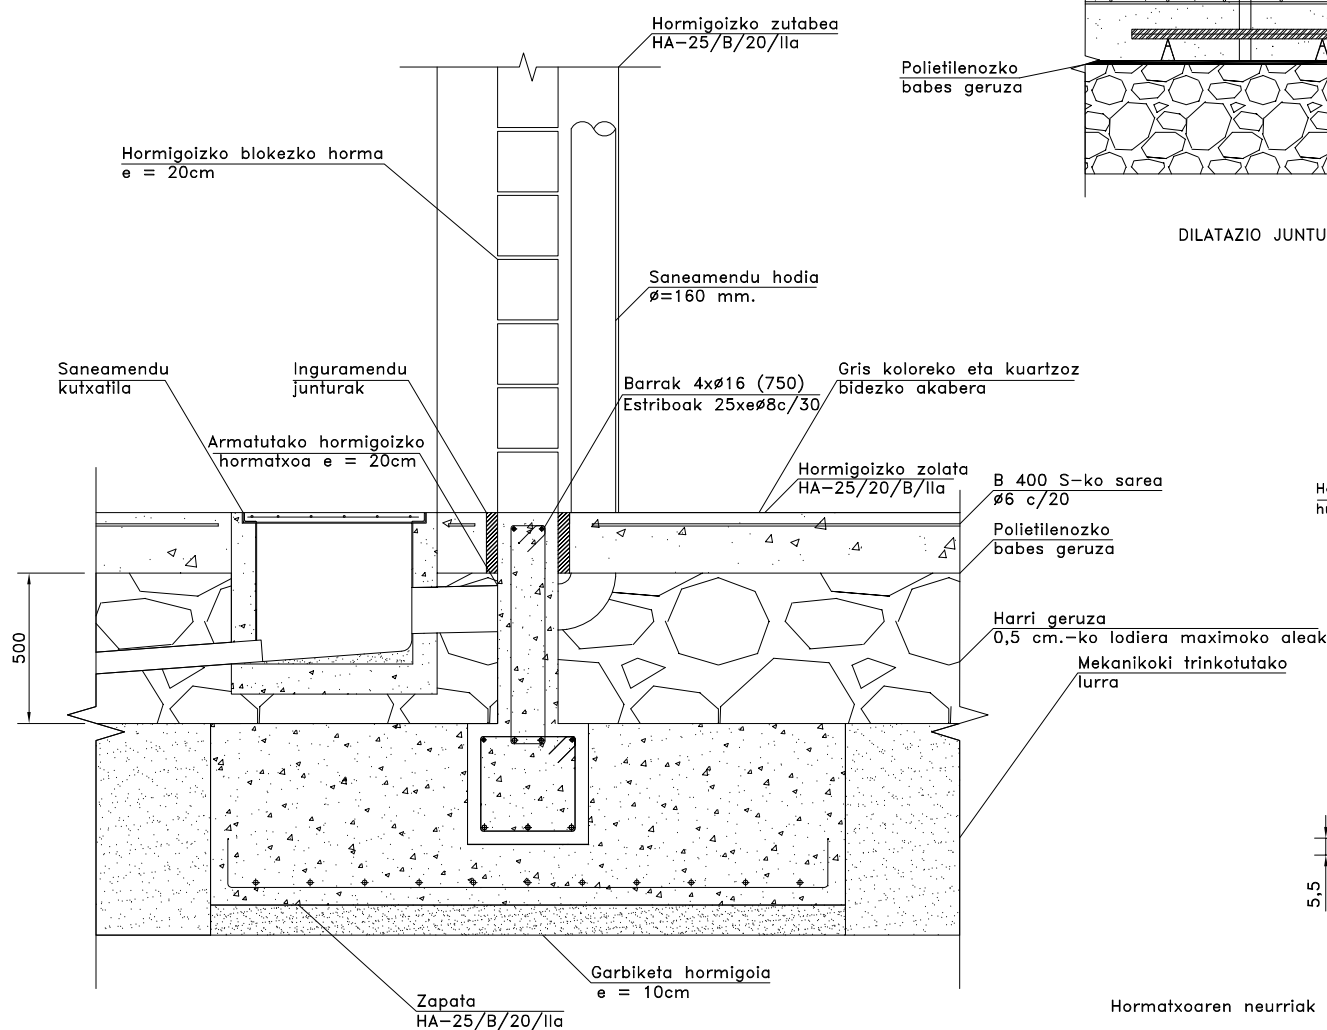 Hormigoizko zutabea
HA-25/B/20/IIa
Polietilenozko
babes geruza
Hormigoizko blokezko horma
e = 20cm
DILATAZIO JUNTU
Saneamendu hodia
ø=160 mm.
Saneamendu
kutxatila
Inguramendu
junturak
Barrak 4xø16 (750)
Estriboak 25xeø8c/30
Gris koloreko eta kuartzoz
bidezko akabera
Armatutako hormigoizko
hormatxoa e = 20cm
Hormigoizko zolata
HA-25/20/B/IIa
B 400 S-ko sarea
ø6 c/20
Polietilenozko
babes geruza
500
Harri geruza
0,5 cm.-ko lodiera maximoko aleak
Mekanikoki trinkotutako
lurra
5,5
Garbiketa hormigoia
e = 10cm
Zapata
HA-25/B/20/IIa
Hormatxoaren neurriak